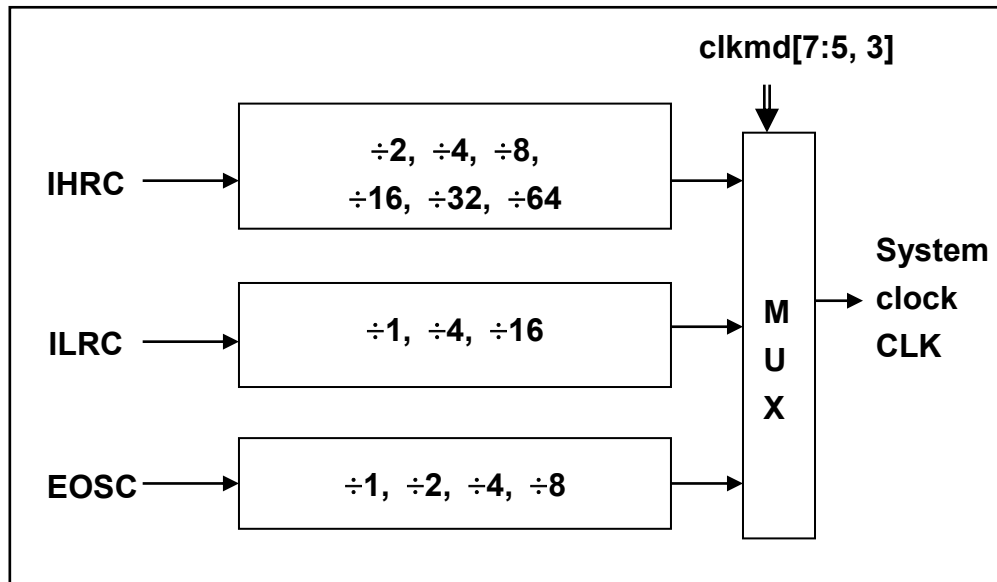 clkmd[7:5, 3]
IHRC
÷2, ÷4, ÷8,
÷16, ÷32, ÷64
ILRC
÷1, ÷4, ÷16
EOSC
÷1, ÷2, ÷4, ÷8
M
U
X
System
clock
CLK